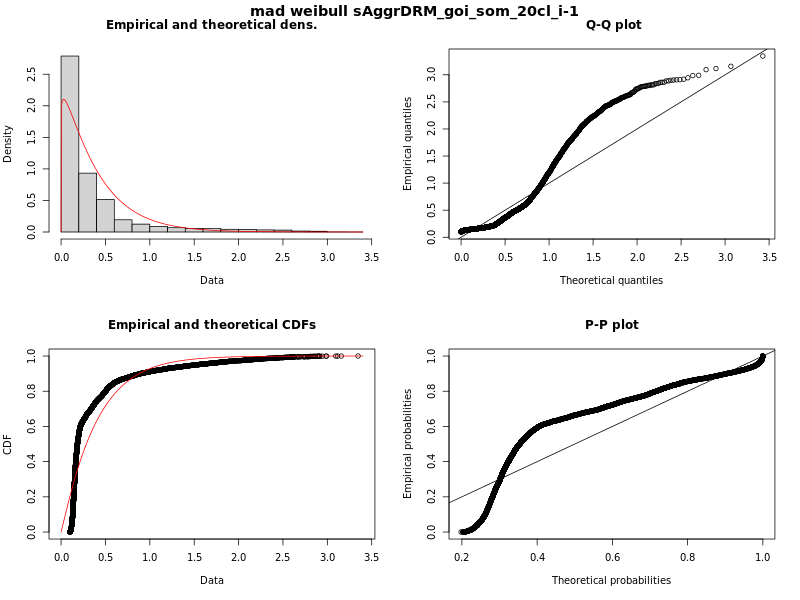 mad weibull sAggrDRM_goi_som_20cl_i-1
Empirical and theoretical dens.
Density
0.0 0.5 1.0 1.5 2.0 2.5
0.0 0.5 1.0 1.5 2.0 2.5 3.0 3.5
Data
Q-Q plot
Empirical quantiles
0.0 0.5 1.0 1.5 2.0 2.5 3.0
0.0 0.5 1.0 1.5 2.0 2.5 3.0 3.5
Theoretical quantiles
Empirical and theoretical CDFs
CDF
0.0 0.2 0.4 0.6 0.8 1.0
0.0 0.5 1.0 1.5 2.0 2.5 3.0 3.5
Data
P-P plot
Empirical probabilities
0.0 0.2 0.4 0.6 0.8 1.0
0.2 0.4 0.6 0.8 1.0
Theoretical probabilities